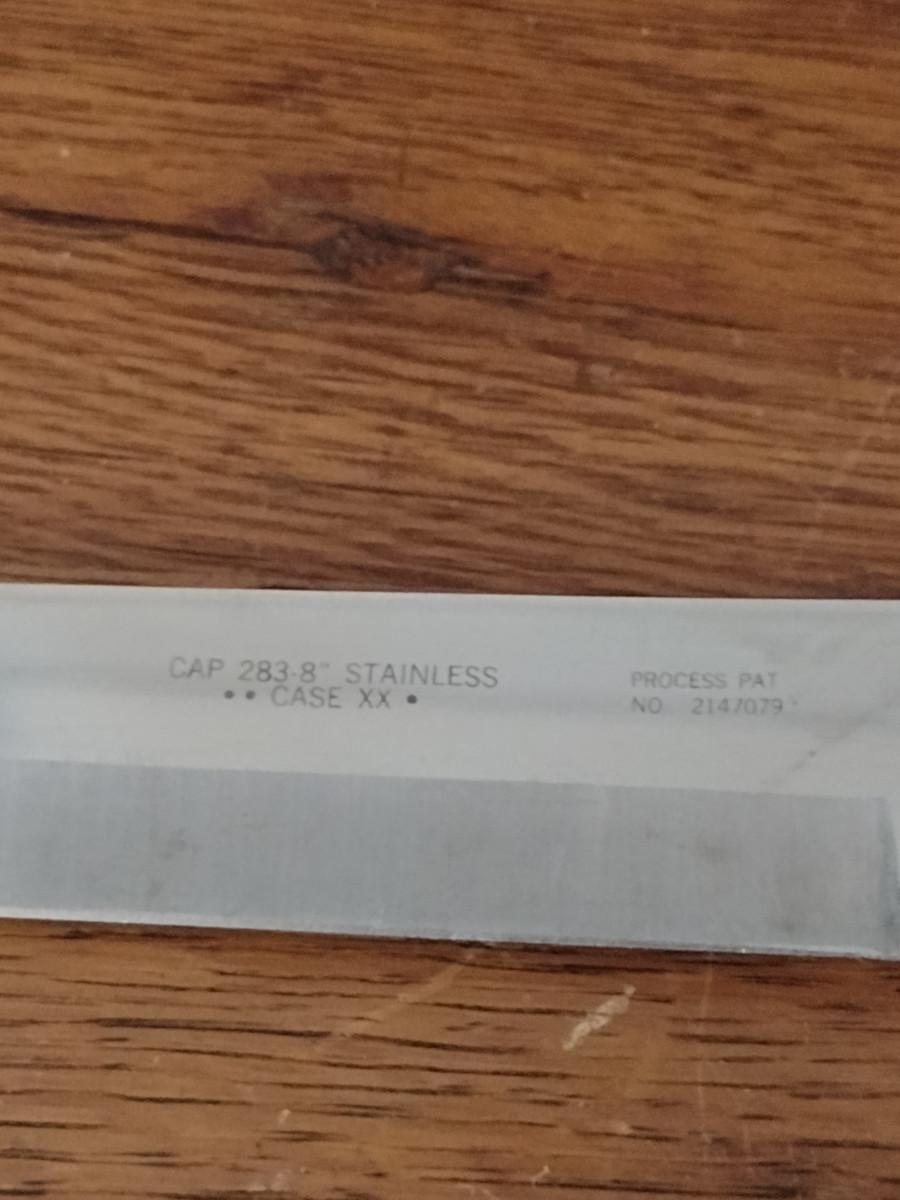 CAP 283-8" STAINLESS
•• CASE XX •
PROCESS PAT
NO 2147079